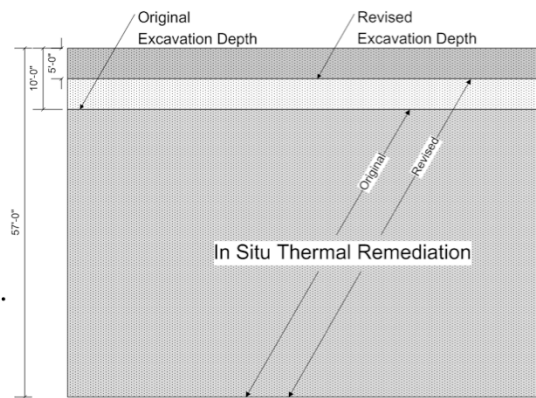 Original
Excavation Depth
Revised
Excavation Depth
5'-0"
10'-0"
57'-0"
Original
Revised
In Situ Thermal Remediation